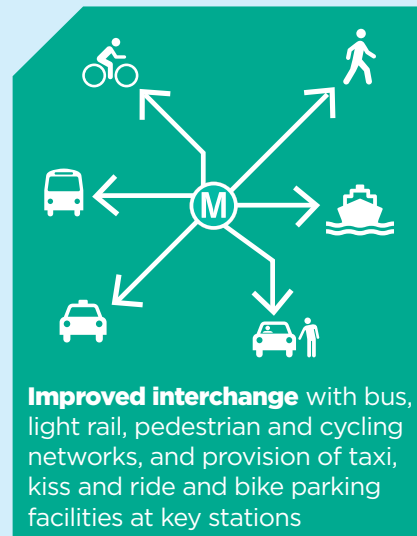 M
Improved interchange with bus,
light rail, pedestrian and cycling
networks, and provision of taxi,
kiss and ride and bike parking
facilities at key stations